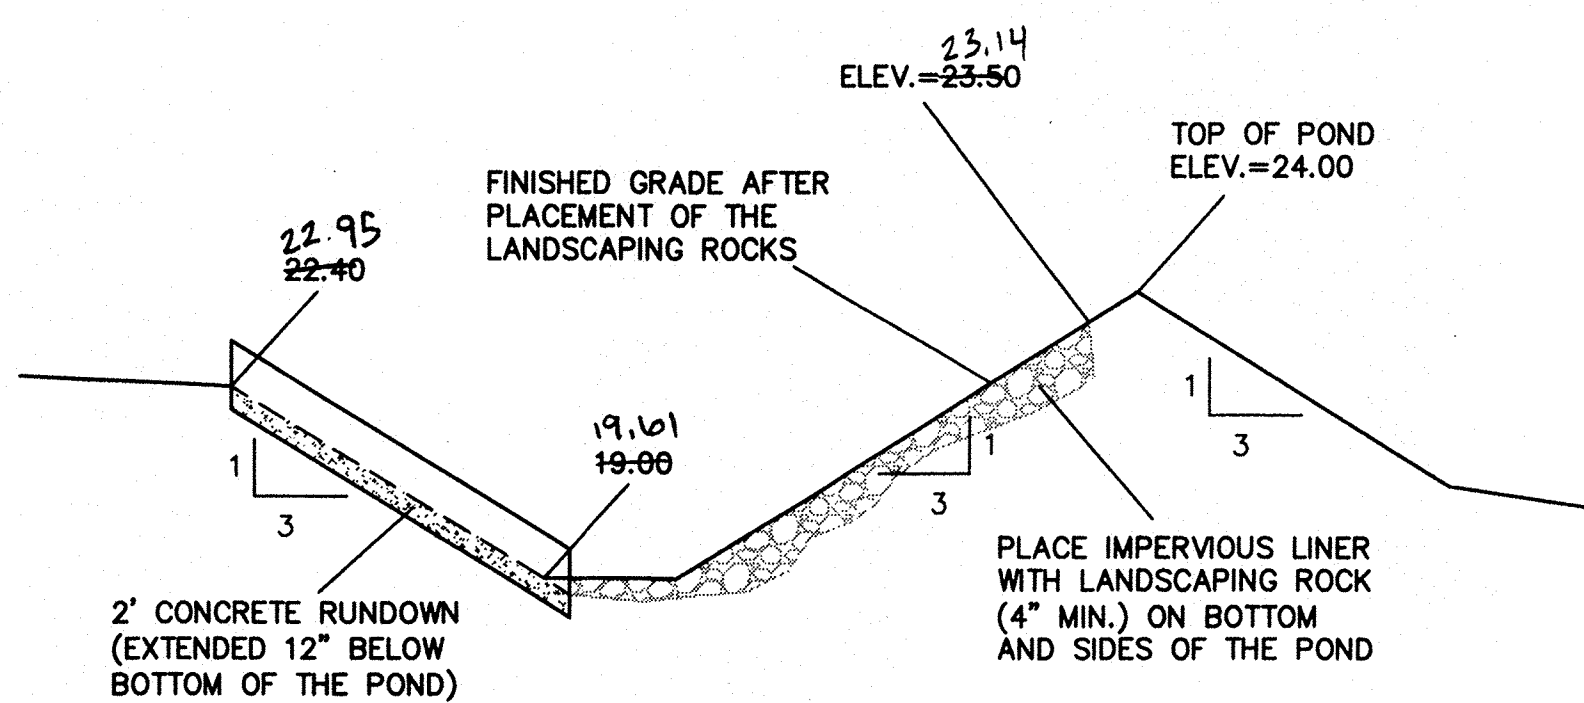 23.14
ELEV.=23.50
TOP OF POND
ELEV.=24.00
FINISHED GRADE AFTER
PLACEMENT OF THE
LANDSCAPING ROCKS
22.95
22.40
19.61
19.00
1
3
1
3
1
3
2' CONCRETE RUNDOWN
(EXTENDED 12" BELOW
BOTTOM OF THE POND)
PLACE IMPERVIOUS LINER
WITH LANDSCAPING ROCK
(4" MIN.) ON BOTTOM
AND SIDES OF THE POND